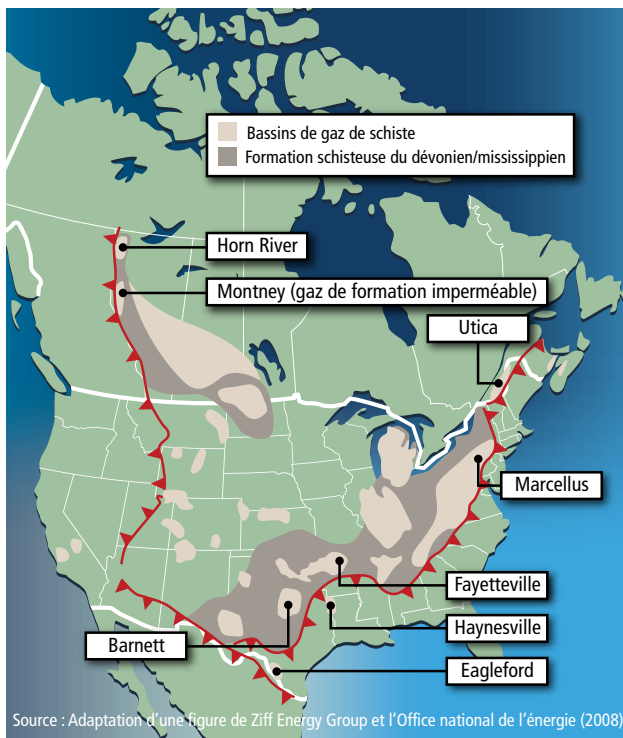 Bassins de gaz de schiste
Formation schisteuse du dévonien/mississippien
Horn River
Montney (gaz de formation imperméable)
Utica
Marcellus
Fayetteville
Haynesville
Barnett
Eagleford
Source : Adaptation d’une figure de Ziff Energy Group et l’Office national de l’énergie (2008)